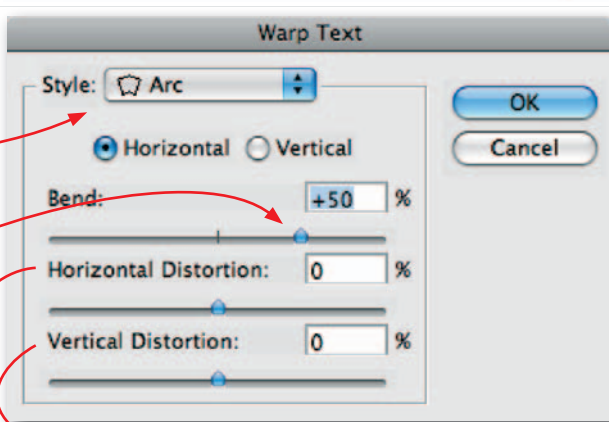 Warp Text
Style: Arc
OK
Horizontal Vertical
Cancel
Bend: +50 %
Horizontal Distortion: 0 %
Vertical Distortion: 0 %